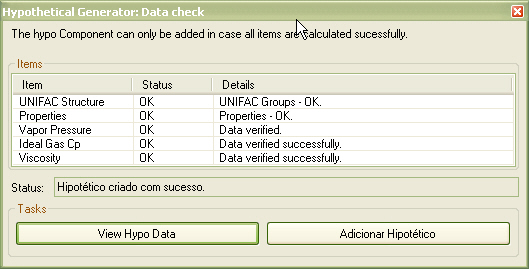 Hypothetical Generator: Data check
The hypo Component can only be added in case all items are calculated sucessfully.
Items
Item Status Details
UNIFAC Structure OK UNIFAC Groups - OK.
Properties OK Properties - OK.
Vapor Pressure OK Data verified.
Ideal Gas Cp OK Data verified successfully.
Viscosity OK Data verified successfully.
Status: Hipotético criado com sucesso.
Tasks
View Hypo Data Adicionar Hipotético